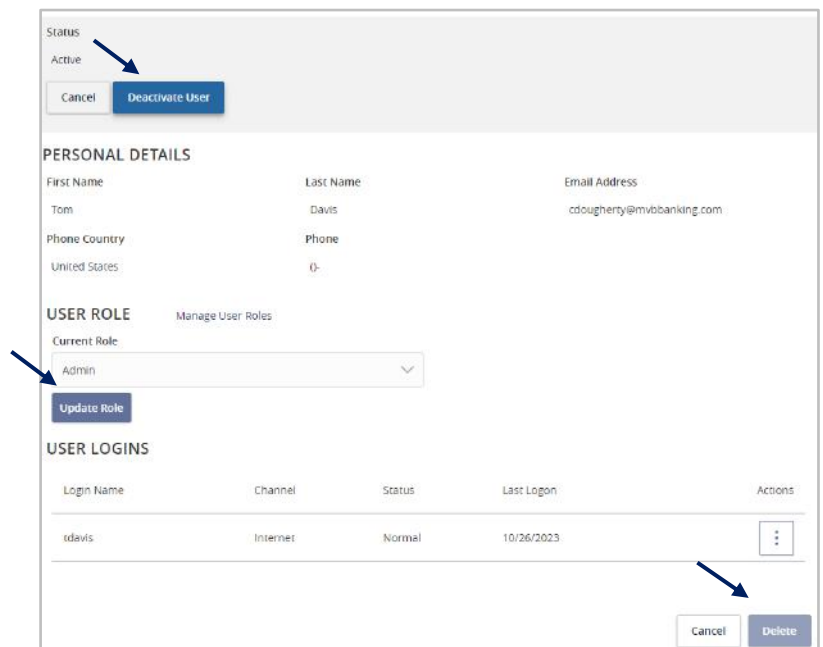 Status
Active
Cancel Deactivate User
PERSONAL DETAILS
First Name Last Name Email Address
Tom Davis cdougherty@mvbbanking.com
Phone Country Phone
United States ()-
USER ROLE Manage User Roles
Current Role
Admin
Update Role
USER LOGINS
Login Name Channel Status Last Logon Actions
tdavis Internet Normal 10/26/2023
Cancel Delete